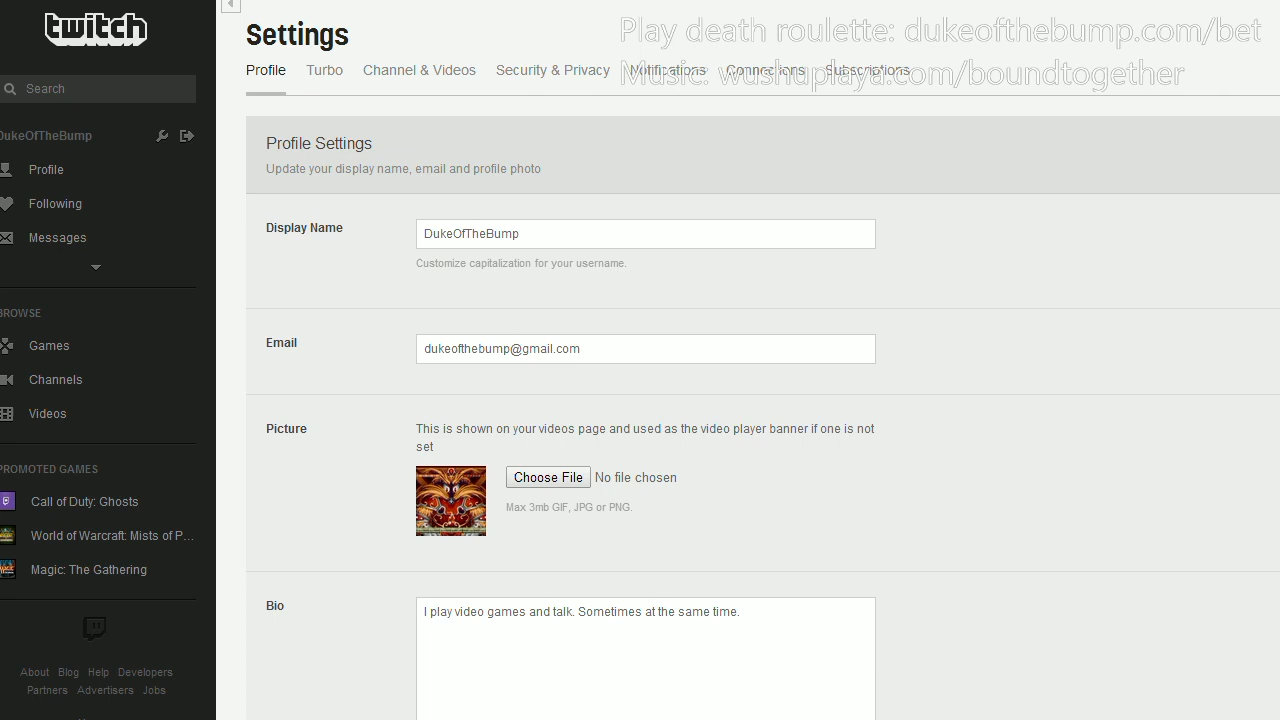 twitch
Search
DukeOfTheBump
Profile
Following
Messages
BROWSE
Games
Channels
Videos
PROMOTED GAMES
Call of Duty: Ghosts
World of Warcraft: Mists of P...
Magic: The Gathering
About Blog Help Developers
Partners Advertisers Jobs
Settings
Play death roulette: dukeofthebump.com/bet
Music: wushuplaya.com/boundtogether
Profile Turbo Channel & Videos Security & Privacy Notifications Connections Subscriptions
Profile Settings
Update your display name, email and profile photo
Display Name
DukeOfTheBump
Customize capitalization for your username.
Email
dukeofthebump@gmail.com
Picture
This is shown on your videos page and used as the video player banner if one is not
set
Choose File No file chosen
Max 3mb GIF, JPG or PNG.
Bio
I play video games and talk. Sometimes at the same time.